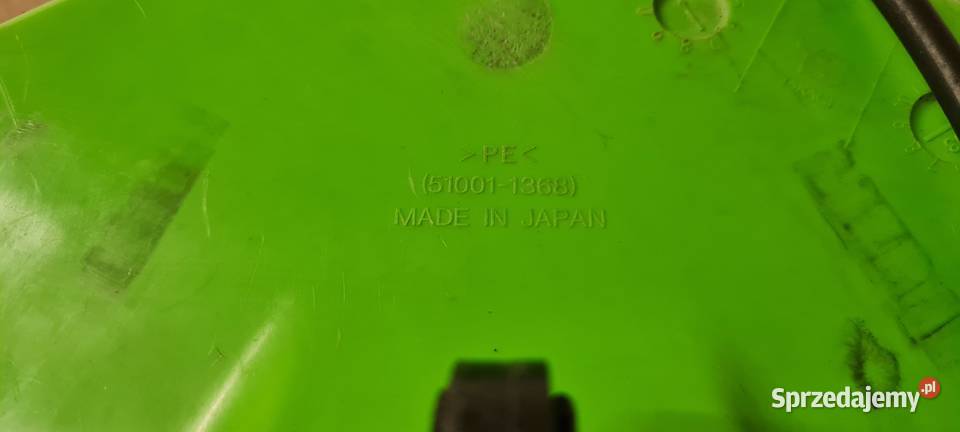 >PE<
(51001-1368)
MADE IN JAPAN
Sprzedajemy.pl